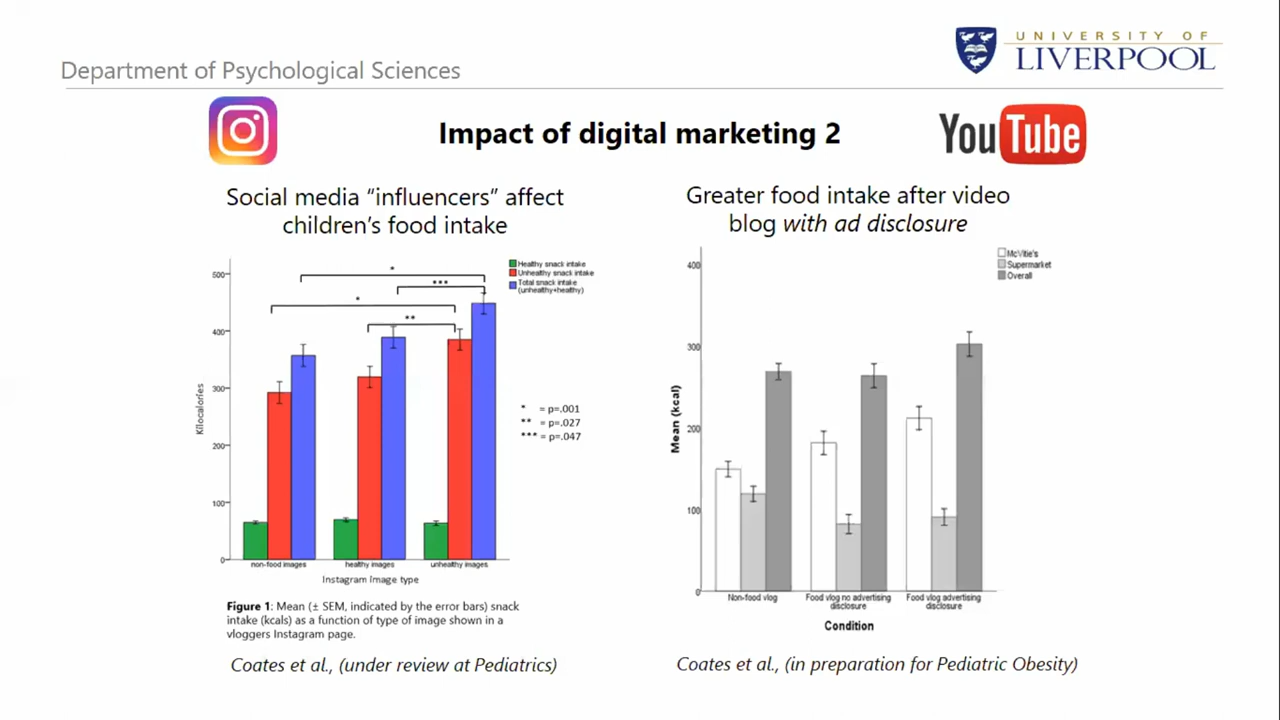 UNIVERSITY OF
LIVERPOOL
Department of Psychological Sciences
Impact of digital marketing 2
YouTube
Social media “influencers” affect
children’s food intake
Healthy snack intake
Unhealthy snack intake
Total snack intake
(unhealthy+healthy)
500
400
300
200
100
0
Kilocalories
*
***
*
**
* = p=.001
** = p=.027
*** = p=.047
non-food images
healthy images
unhealthy images
Instagram image type
Figure 1: Mean (± SEM, indicated by the error bars) snack
intake (kcals) as a function of type of image shown in a
vloggers Instagram page.
Coates et al., (under review at Pediatrics)
Greater food intake after video
blog with ad disclosure
McVitie's
Supermarket
Overall
400
300
200
100
0
Mean (kcal)
Non-food vlog
Food vlog no advertising
disclosure
Food vlog advertising
disclosure
Condition
Coates et al., (in preparation for Pediatric Obesity)